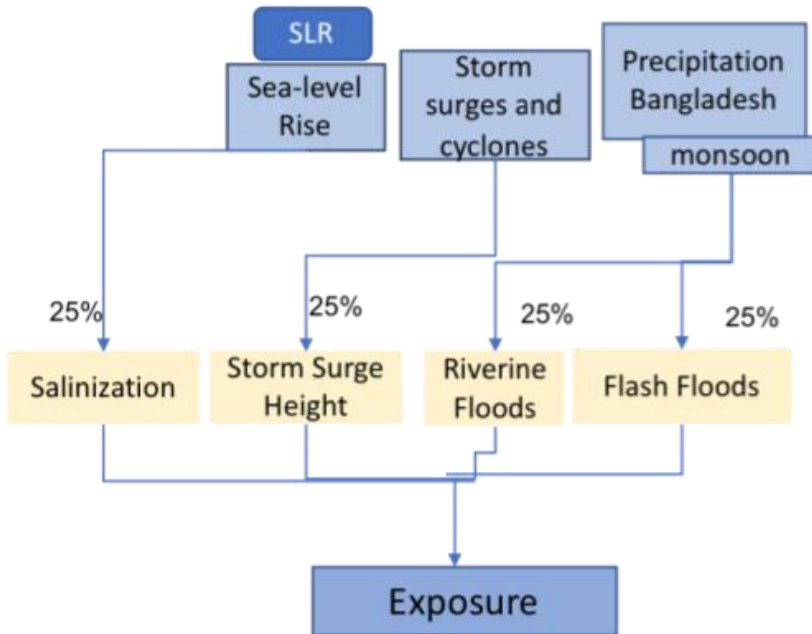 SLR
Sea-level
Rise
Storm
surges and
cyclones
Precipitation
Bangladesh
monsoon
25%
25%
25%
25%
Salinization
Storm Surge
Height
Riverine
Floods
Flash Floods
Exposure